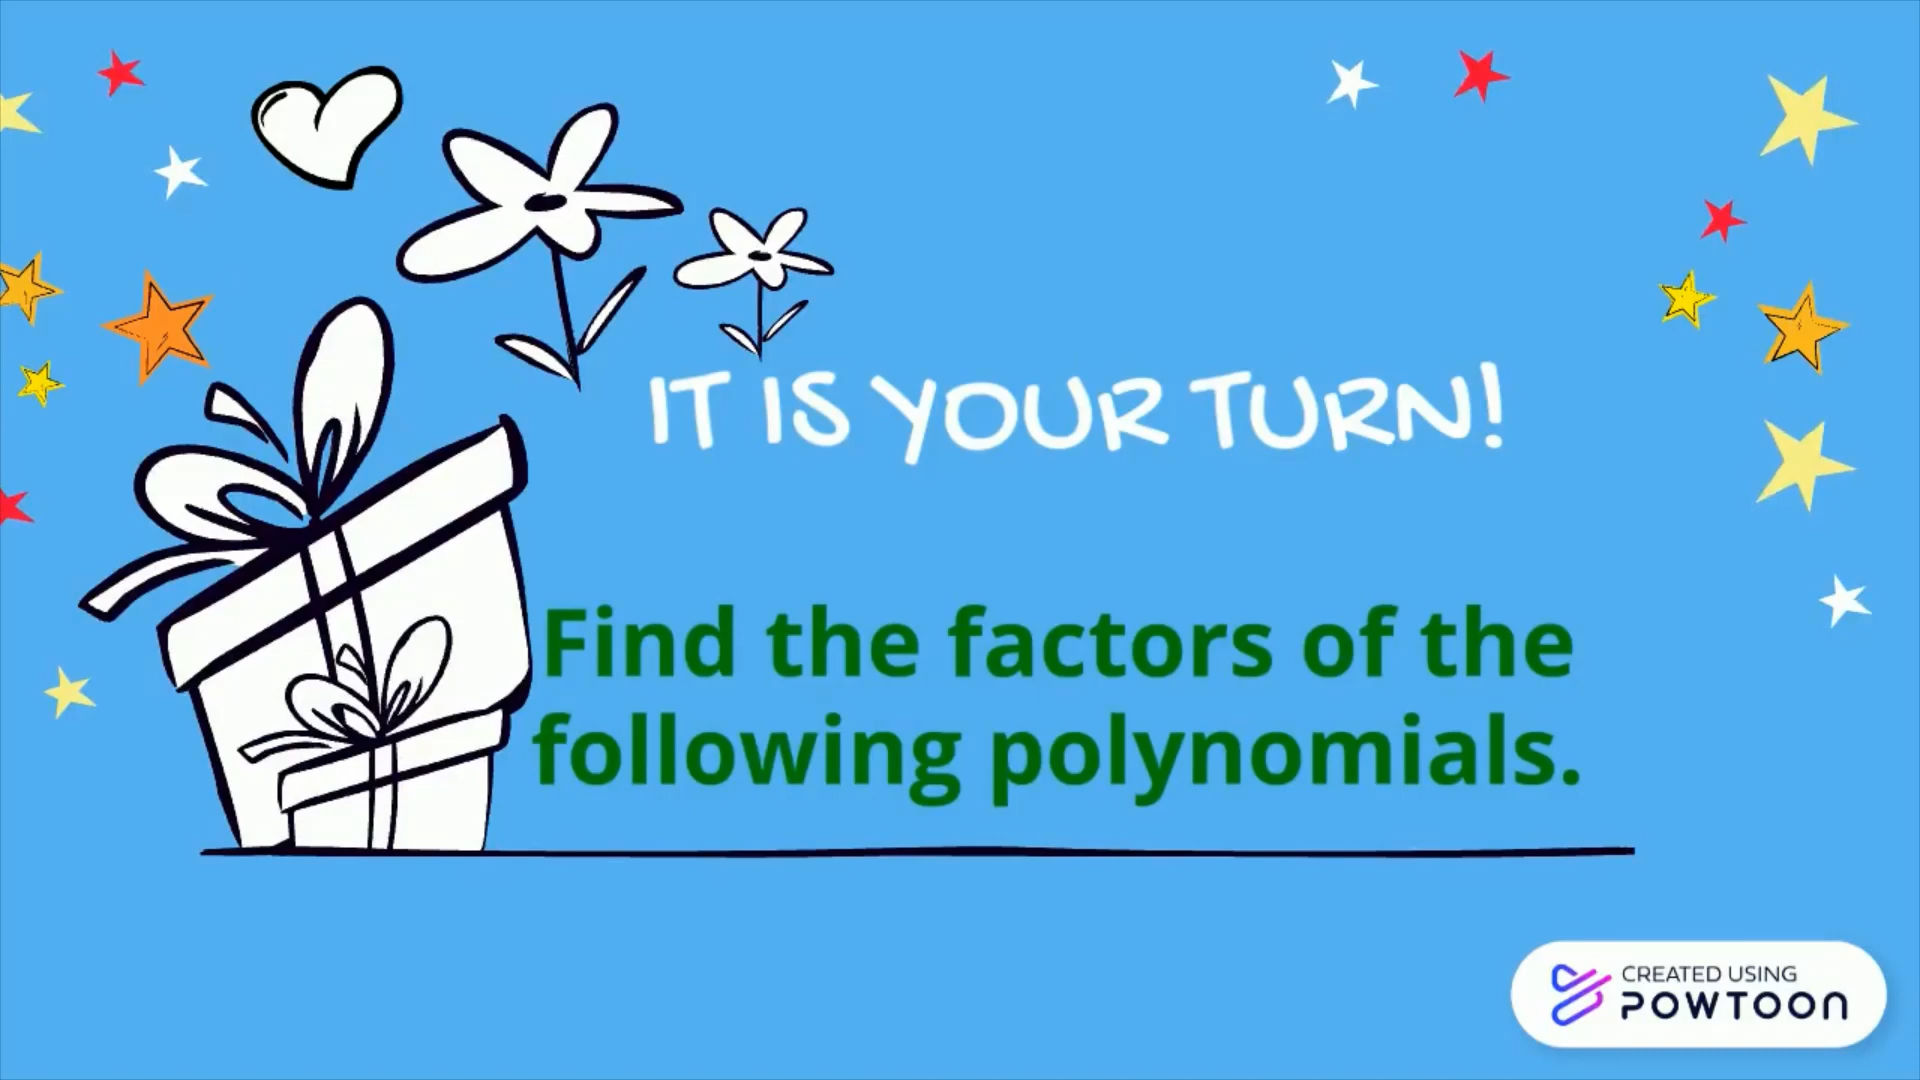 IT IS YOUR TURN!
Find the factors of the
following polynomials.
CREATED USING
POWTOON